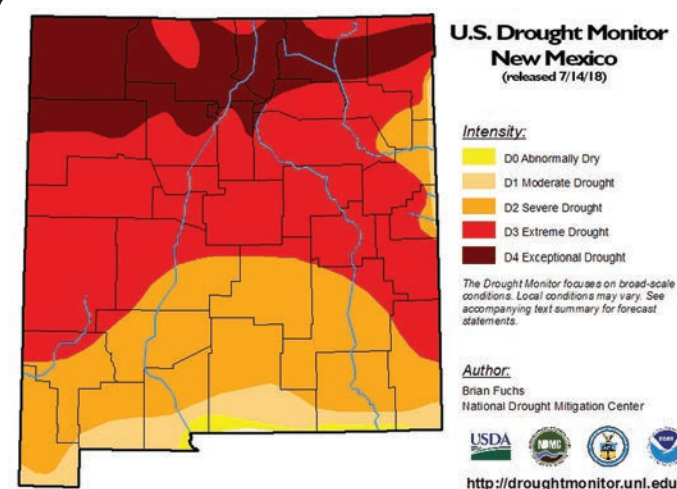 U.S. Drought Monitor
New Mexico
(released 7/14/18)
Intensity:
D0 Abnormally Dry
D1 Moderate Drought
D2 Severe Drought
D3 Extreme Drought
D4 Exceptional Drought
The Drought Monitor focuses on broad-scale
conditions. Local conditions may vary. See
accompanying text summary for forecast
statements.
Author:
Brian Fuchs
National Drought Mitigation Center
USDA
NDMC
http://droughtmonitor.unl.edu